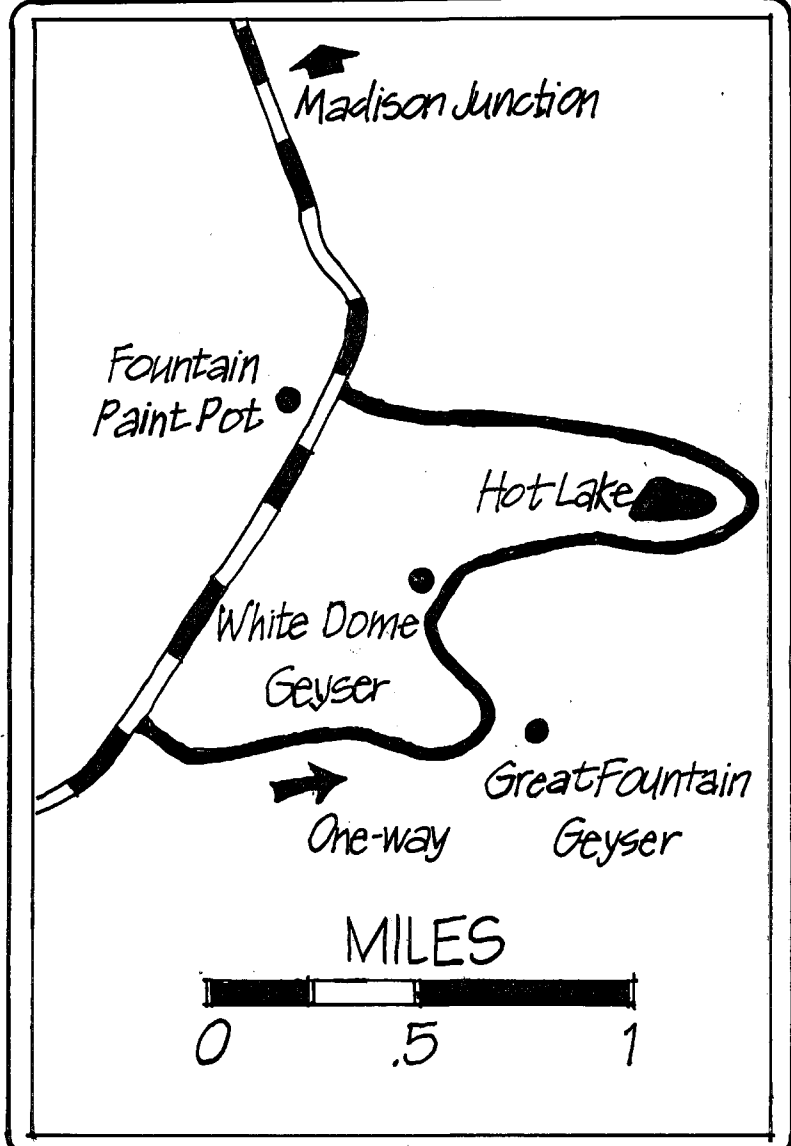 Madison Junction
Fountain
Paint Pot
Hot Lake
White Dome
Geyser
Great Fountain
Geyser
One-way
MILES
0 .5 1